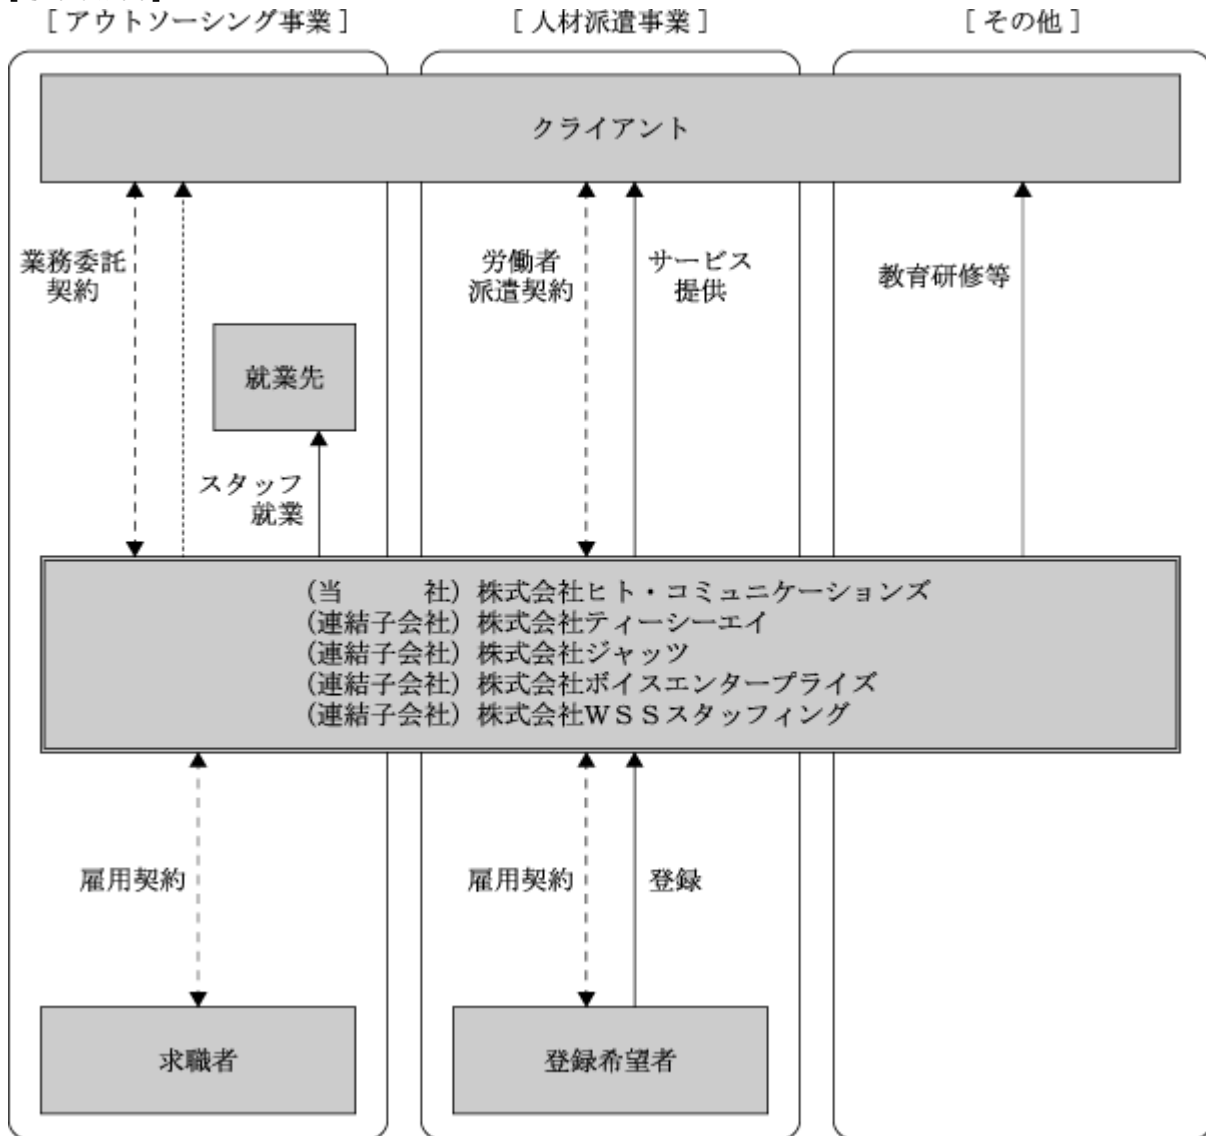 [ アウトソーシング事業 ]
[ 人材派遣事業 ]
[ その他 ]
クライアント
業務委託
契約
労働者
派遣契約
サービス
提供
教育研修等
就業先
スタッフ
就業
(当　　　社) 株式会社ヒト・コミュニケーションズ
(連結子会社) 株式会社ティーシーエイ
(連結子会社) 株式会社ジャッツ
(連結子会社) 株式会社ボイスエンタープライズ
(連結子会社) 株式会社ＷＳＳスタッフィング
雇用契約
雇用契約
登録
求職者
登録希望者